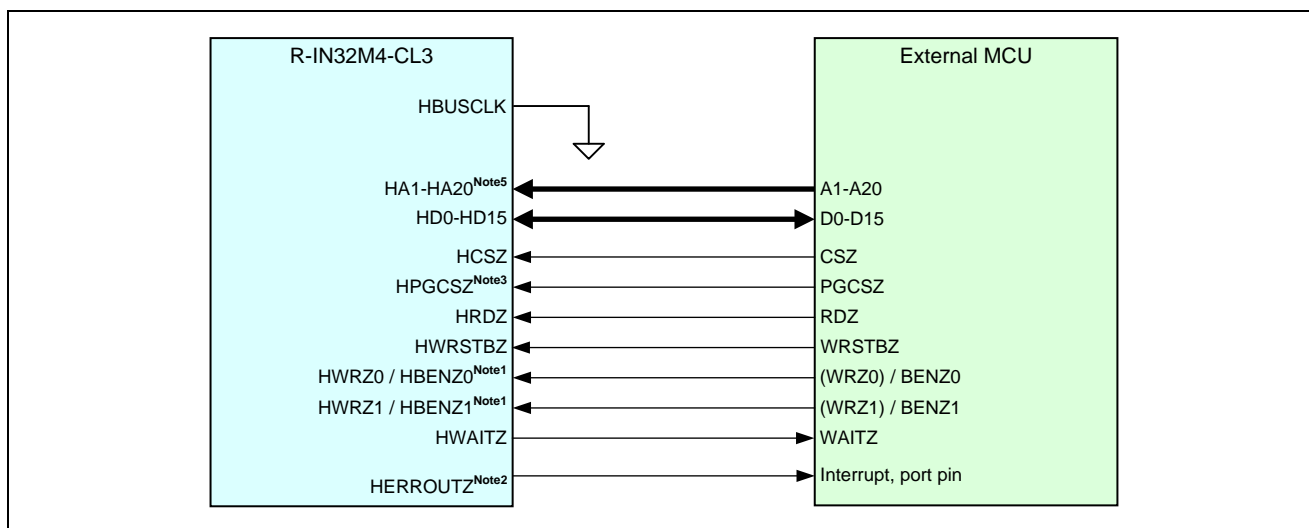 R-IN32M4-CL3
External MCU
HBUSCLK
HA1-HA20Note5
A1-A20
HD0-HD15
D0-D15
HCSZ
CSZ
HPGCSZNote3
PGCSZ
HRDZ
RDZ
HWRSTBZ
WRSTBZ
HWRZ0 / HBENZ0Note1
(WRZ0) / BENZ0
HWRZ1 / HBENZ1Note1
(WRZ1) / BENZ1
HWAITZ
WAITZ
HERROUTZNote2
Interrupt, port pin